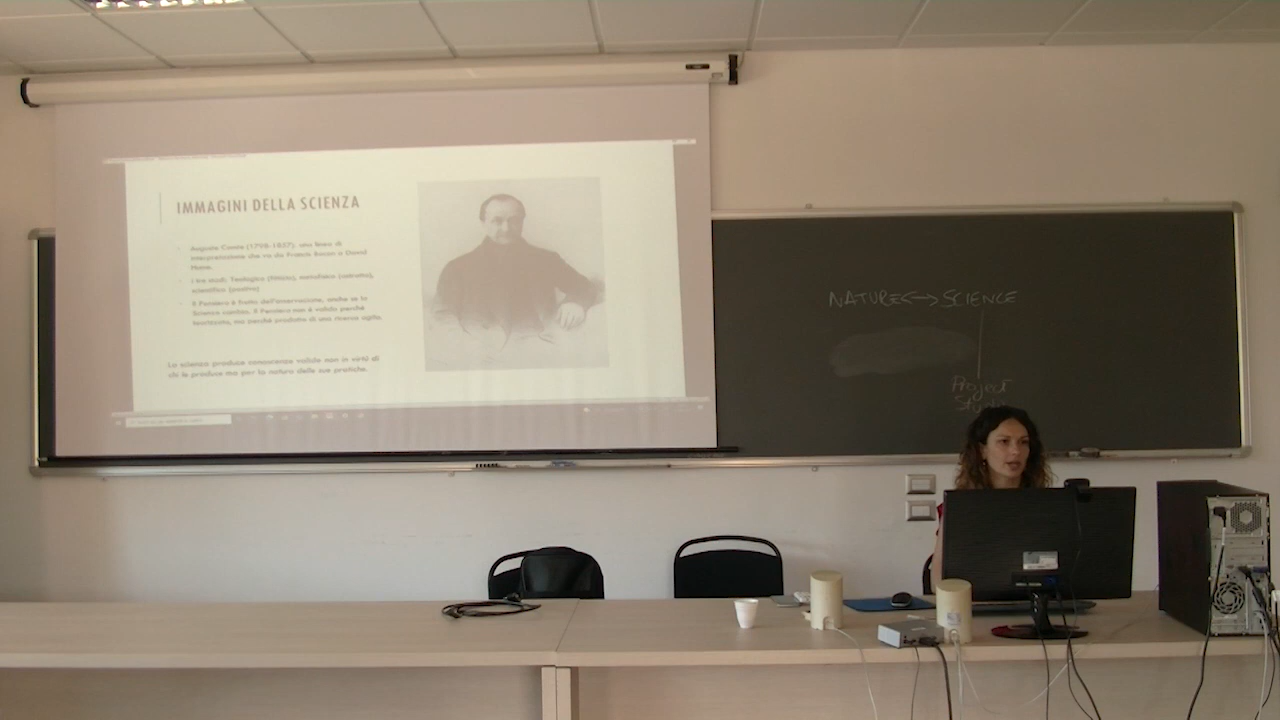 IMMAGINI DELLA SCIENZA
Auguste Comte (1798-1857), una linea di
interpretazione che va da Francis Bacon a David
Hume.
I tre stadi: Teologico (fittizio), metafisico (astratto),
scientifico (positivo)
Il Pensiero è frutto dell'osservazione, anche se la
Scienza cambia. Il Pensiero non è valido perché
teorizzato, ma perché prodotto di una ricerca agita.
La scienza produce conoscenze valide non in virtù di
chi le produce ma per la natura delle sue pratiche.
NATURE ↔ SCIENCE
Project